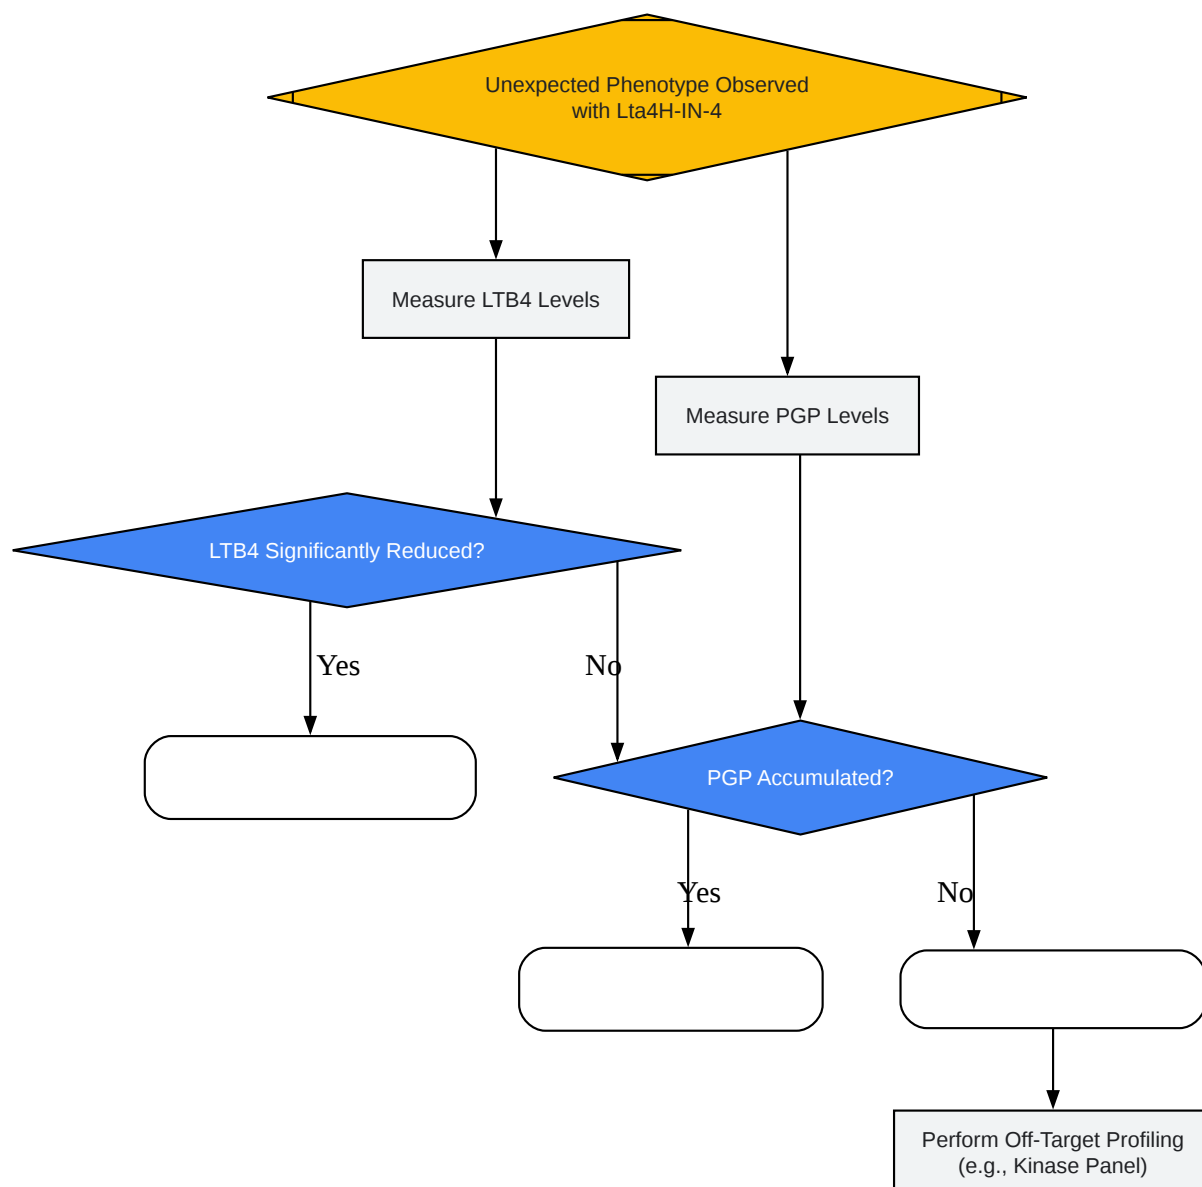 Unexpected Phenotype Observed
with Lta4H-IN-4
Measure LTB4 Levels
Measure PGP Levels
LTB4 Significantly Reduced?
Yes
No
PGP Accumulated?
Yes
No
Perform Off-Target Profiling
(e.g., Kinase Panel)